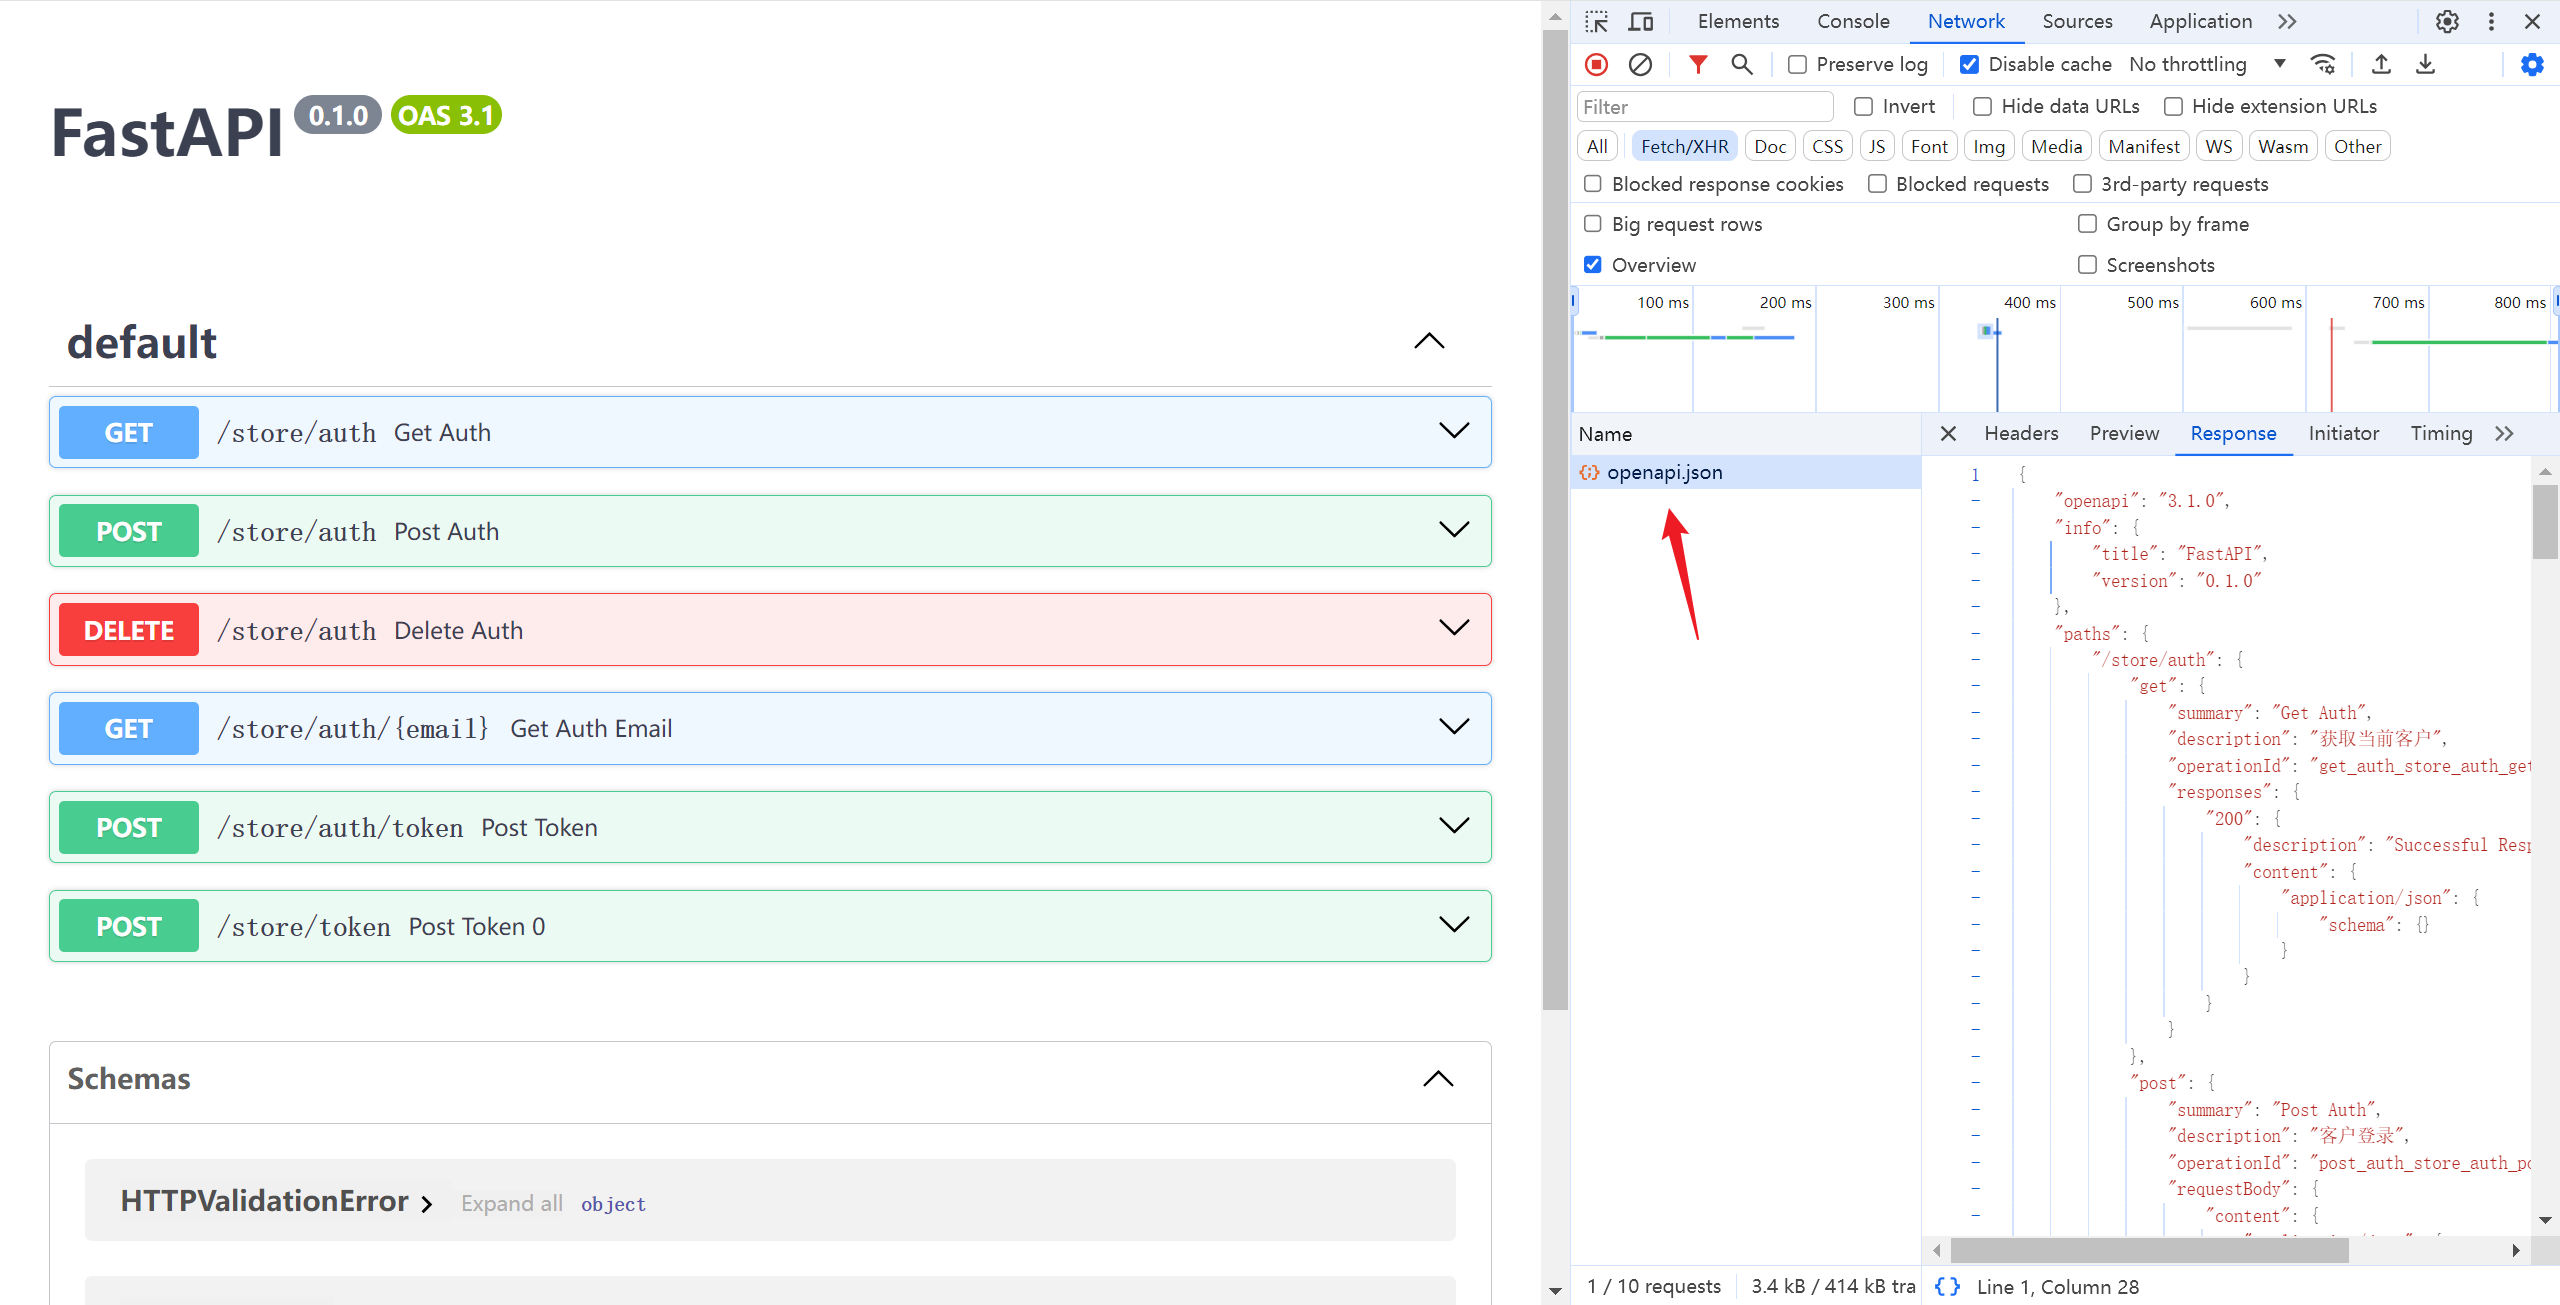 FastAPI 0.1.0 OAS 3.1
default
GET /store/auth Get Auth
POST /store/auth Post Auth
DELETE /store/auth Delete Auth
GET /store/auth/{email} Get Auth Email
POST /store/auth/token Post Token
POST /store/token Post Token 0
Schemas
HTTPValidationError Expand all object
Elements Console Network Sources Application
Preserve log Disable cache No throttling
Filter Invert Hide data URLs Hide extension URLs
All Fetch/XHR Doc CSS JS Font Img Media Manifest WS Wasm Other
Blocked response cookies Blocked requests 3rd-party requests
Big request rows Group by frame
Overview Screenshots
100 ms 200 ms 300 ms 400 ms 500 ms 600 ms 700 ms 800 ms
Name
openapi.json
Headers Preview Response Initiator Timing
1 {
- "openapi": "3.1.0",
- "info": {
- "title": "FastAPI",
- "version": "0.1.0"
- },
- "paths": {
- "/store/auth": {
- "get": {
- "summary": "Get Auth",
- "description": "获取当前客户",
- "operationId": "get_auth_store_auth_get
- "responses": {
- "200": {
- "description": "Successful Resp
- "content": {
- "application/json": {
- "schema": {}
- }
- }
- }
- }
- },
- "post": {
- "summary": "Post Auth",
- "description": "客户登录",
- "operationId": "post_auth_store_auth_po
- "requestBody": {
- "content": {
1 / 10 requests 3.4 kB / 414 kB tra
{} Line 1, Column 28